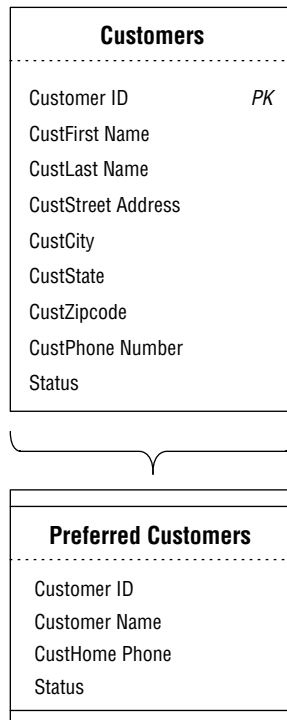 Customers
Customer ID PK
CustFirst Name
CustLast Name
CustStreet Address
CustCity
CustState
CustZipcode
CustPhone Number
Status
Preferred Customers
Customer ID
Customer Name
CustHome Phone
Status